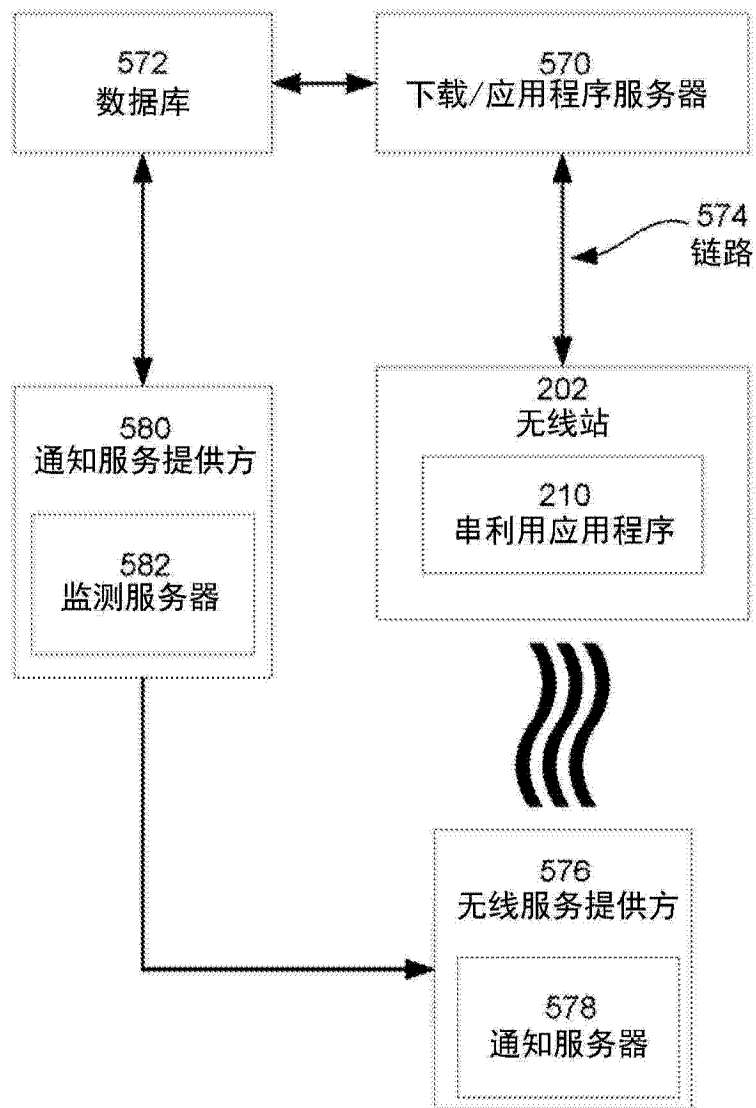 572
数据库
570
下载/应用程序服务器
574
链路
580
通知服务提供方
582
监测服务器
202
无线站
210
串利用应用程序
576
无线服务提供方
578
通知服务器